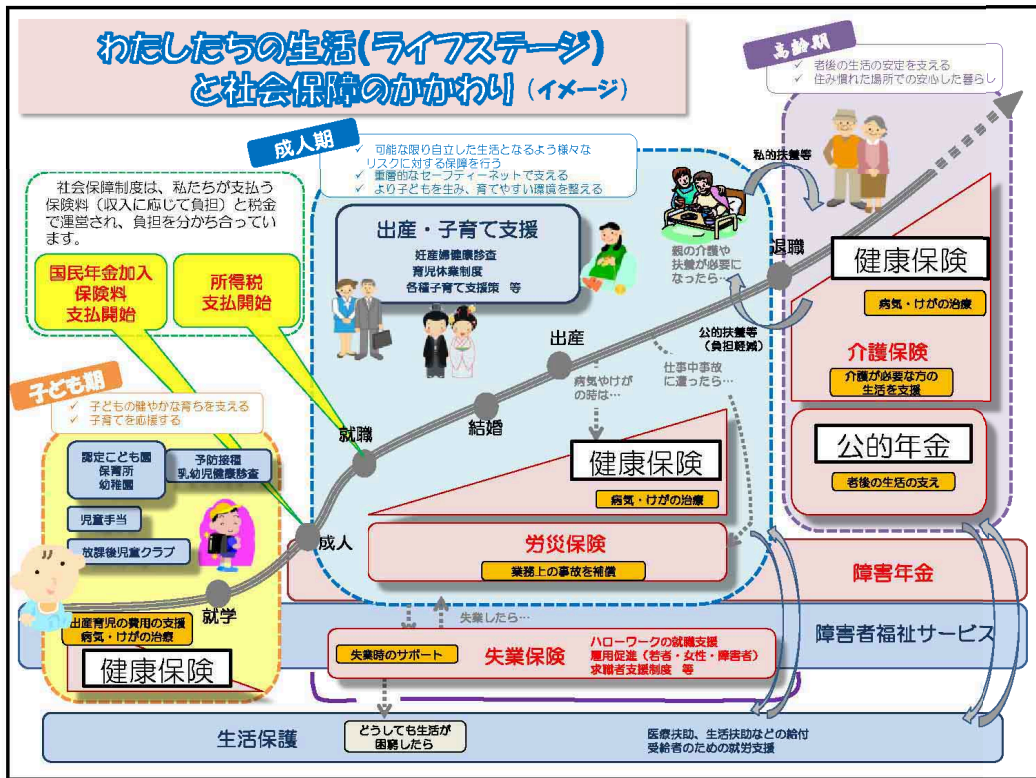 わたしたちの生活(ライフステージ)
と社会保障のかかわり(イメージ)
高齢期
✓ 老後の生活の安定を支える
✓ 住み慣れた場所での安心した暮らし
成人期
✓ 可能な限り自立した生活となるよう様々な
リスクに対する保障を行う
✓ 重層的なセーフティーネットで支える
✓ より子どもを生み、育てやすい環境を整える
社会保障制度は、私たちが支払う
保険料(収入に応じて負担)と税金
で運営され、負担を分かち合ってい
ます。
国民年金加入
保険料
支払開始
所得税
支払開始
出産・子育て支援
妊産婦健康診査
育児休業制度
各種子育て支援策 等
私的扶養等
親の介護や
扶養が必要に
なったら…
退職
公的扶養等
(負担軽減)
健康保険
病気・けがの治療
介護保険
介護が必要な方の
生活を支援
公的年金
老後の生活の支え
出産
病気やけが
の時は…
仕事中事故
に遭ったら…
結婚
就職
健康保険
病気・けがの治療
子ども期
✓ 子どもの健やかな育ちを支える
✓ 子育てを応援する
認定こども園
保育所
幼稚園
予防接種
乳幼児健康診査
児童手当
放課後児童クラブ
成人
就学
労災保険
業務上の事故を補償
障害年金
障害者福祉サービス
出産育児の費用の支援
病気・けがの治療
健康保険
失業したら…
失業時のサポート
失業保険
ハローワークの就職支援
雇用促進(若者・女性・障害者)
求職者支援制度 等
生活保護
どうしても生活が
困窮したら
医療扶助、生活扶助などの給付
受給者のための就労支援